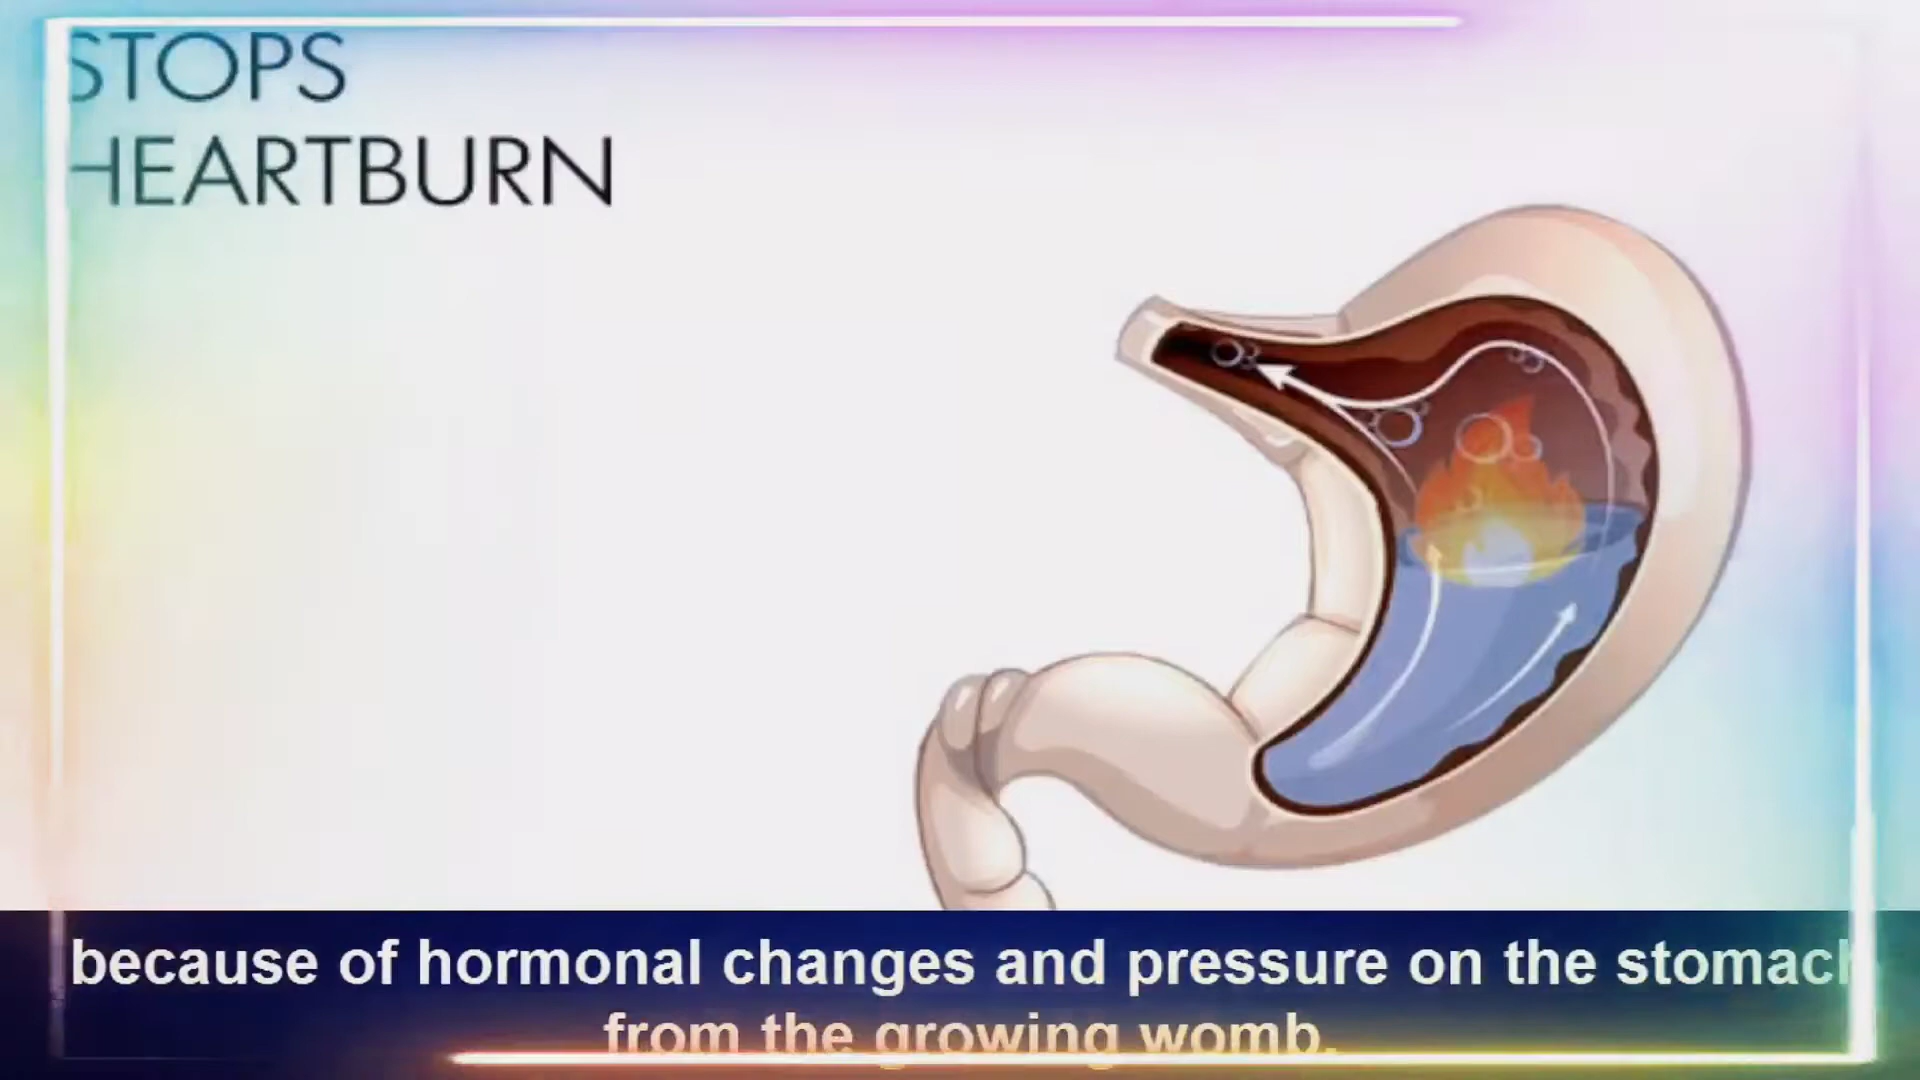 STOPS
HEARTBURN
because of hormonal changes and pressure on the stomach
from the growing womb.